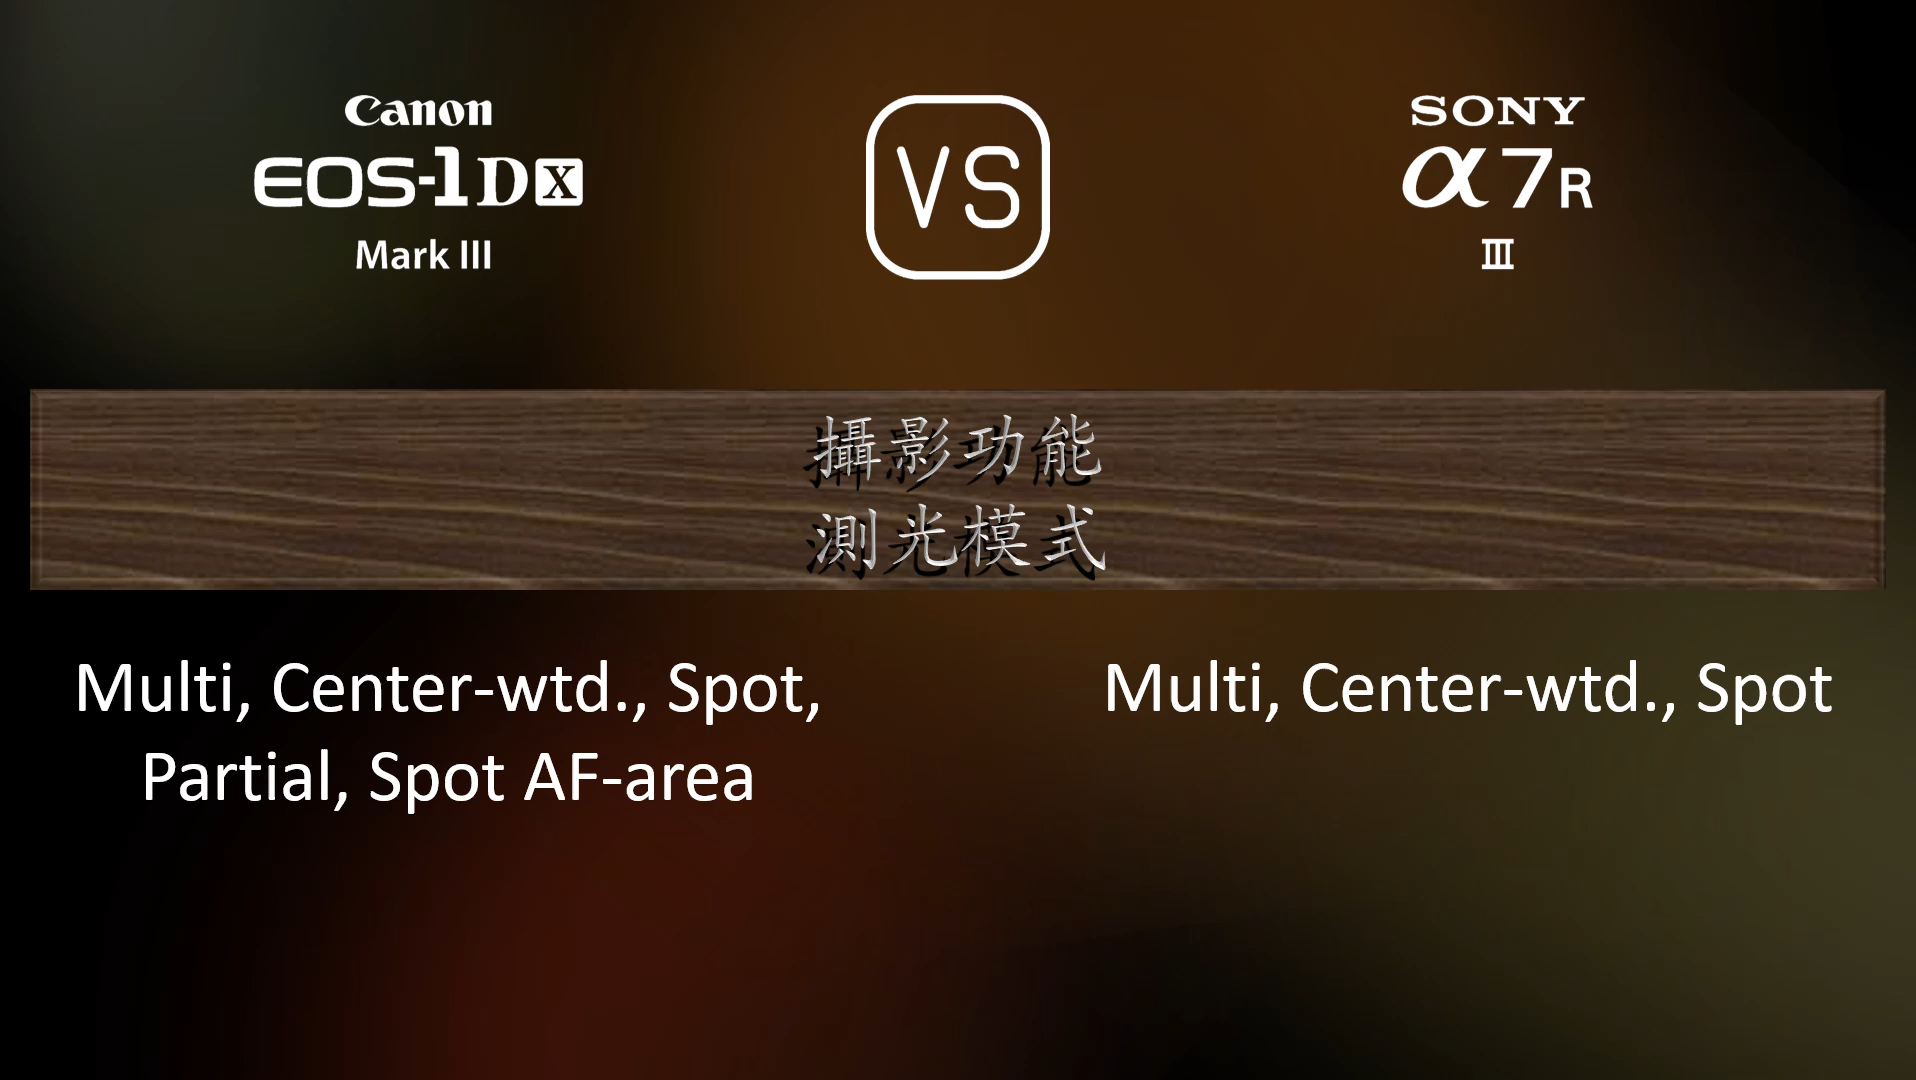 Canon
EOS-1DX
Mark III
VS
SONY
α7R
III
攝影功能
測光模式
Multi, Center-wtd., Spot,
Partial, Spot AF-area
Multi, Center-wtd., Spot